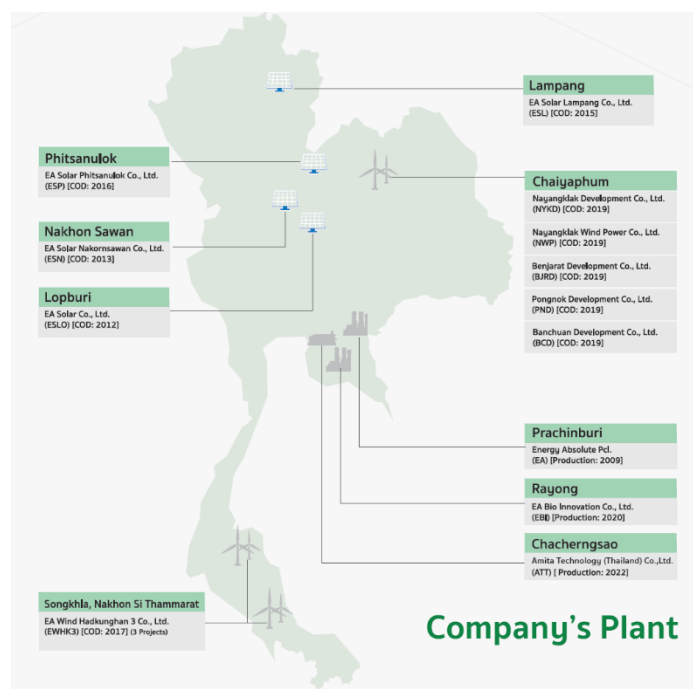 Lampang
EA Solar Lampang Co., Ltd.
(ESL) [COD: 2015]
Phitsanulok
EA Solar Phitsanulok Co., Ltd.
(ESP) [COD: 2016]
Chaiyaphum
Nayangklak Development Co., Ltd.
(NYKD) [COD: 2019]
Nayangklak Wind Power Co., Ltd.
(NWP) [COD: 2019]
Benjarat Development Co., Ltd.
(BJRD) [COD: 2019]
Pongnok Development Co., Ltd.
(PND) [COD: 2019]
Banchuan Development Co., Ltd.
(BCD) [COD: 2019]
Nakhon Sawan
EA Solar Nakornsawan Co., Ltd.
(ESN) [COD: 2013]
Lopburi
EA Solar Co., Ltd.
(ESLO) [COD: 2012]
Prachinburi
Energy Absolute Pcl.
(EA) [Production: 2009]
Rayong
EA Bio Innovation Co., Ltd.
(EBI) [Production: 2020]
Chacherngsao
Amita Technology (Thailand) Co.,Ltd.
(ATT) [ Production: 2022]
Songkhla, Nakhon Si Thammarat
EA Wind Hadkunghan 3 Co., Ltd.
(EWHK3) [COD: 2017] (3 Projects)
Company's Plant